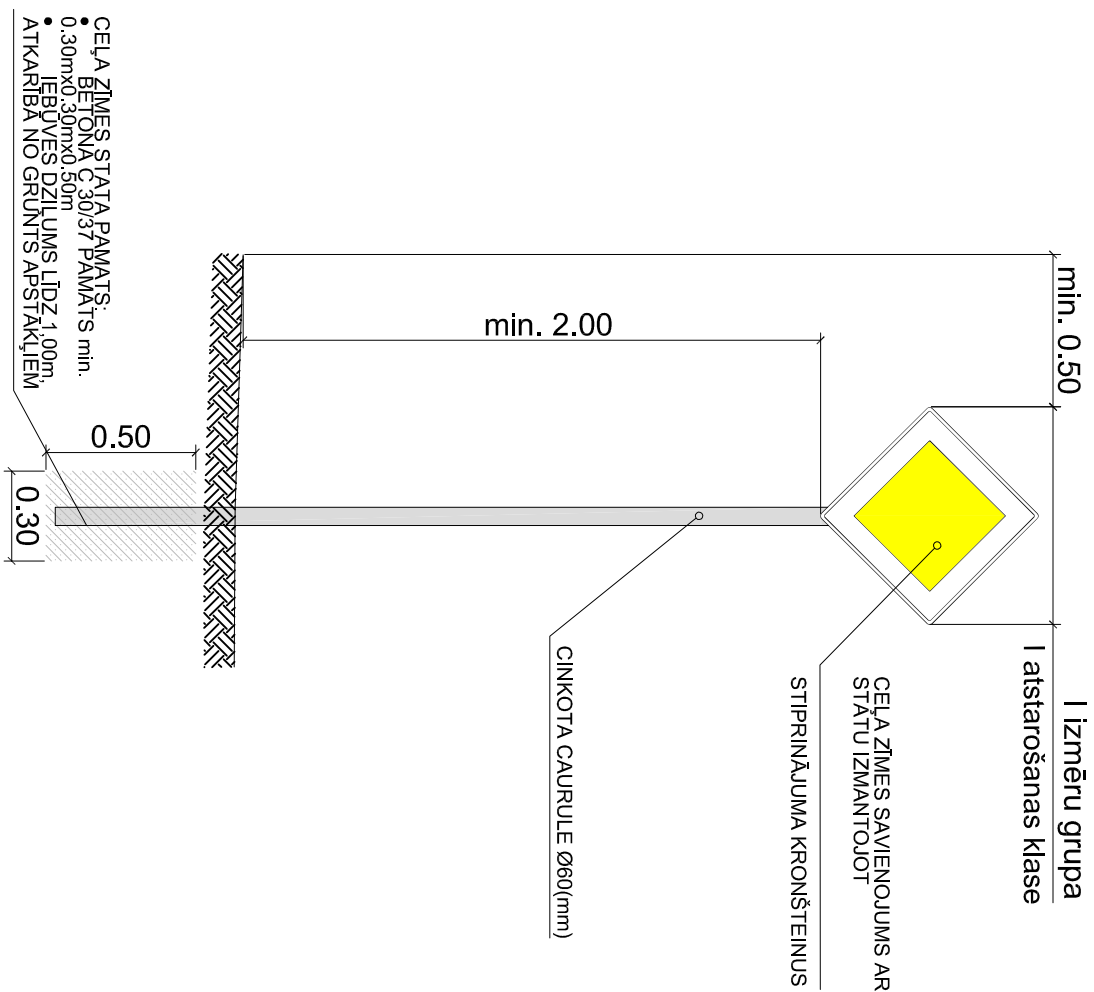 I izmēru grupa
I atstarošanas klase
min. 0.50
CEĻA ZĪMES SAVIENOJUMS AR
STATU IZMANTOJOT
STIPRINĀJUMA KRONŠTEINUS
min. 2.00
CINKOTA CAURULE Ø60(mm)
0.50
0.30
CEĻA ZĪMES STATA PAMATS:
• BETONA C 30/37 PAMATS min.
0.30mx0.30mx0.50m
• IEBŪVES DZIĻUMS LĪDZ 1,00m,
ATKARĪBĀ NO GRUNTS APSTĀKĻIEM